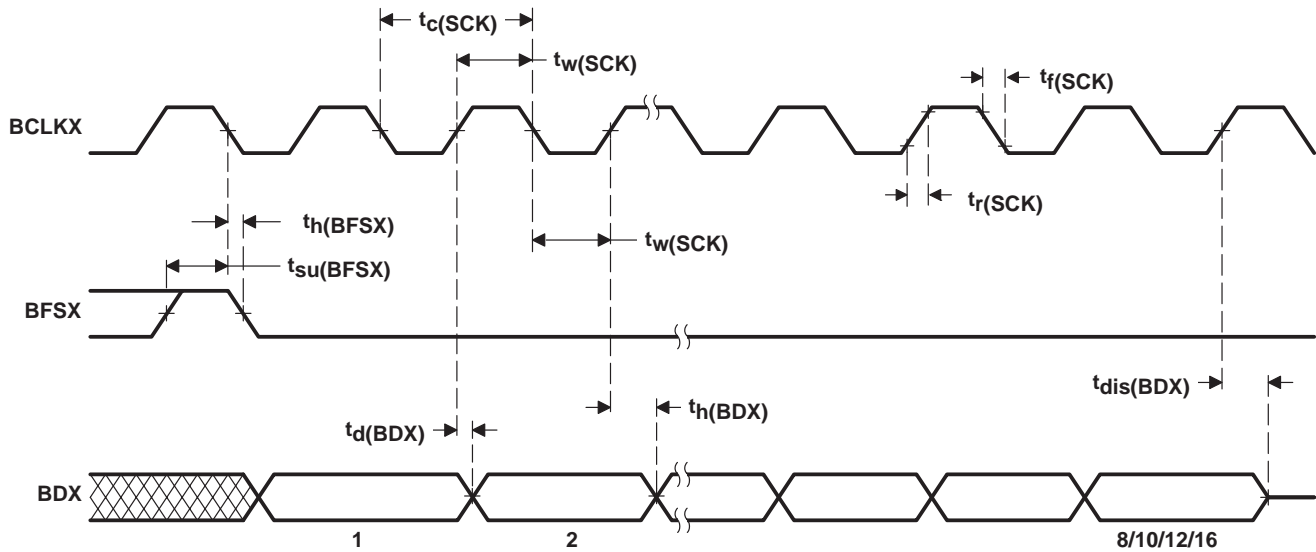 tc(SCK)
tw(SCK)
tf(SCK)
BCLKX
th(BFSX)
tr(SCK)
tw(SCK)
tsu(BFSX)
BFSX
tdis(BDX)
th(BDX)
td(BDX)
BDX
1 2 8/10/12/16